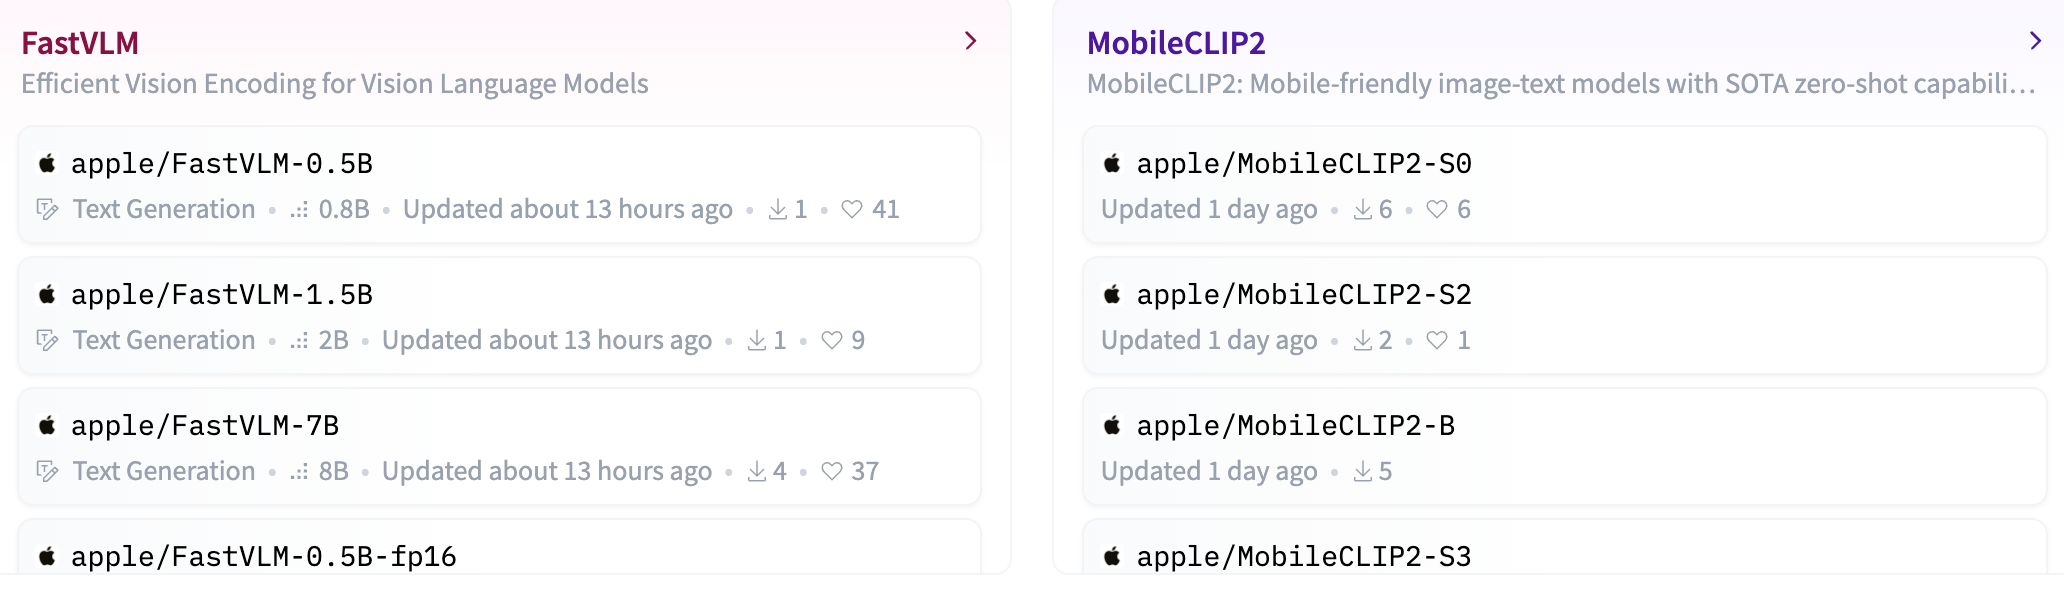 FastVLM
Efficient Vision Encoding for Vision Language Models
apple/FastVLM-0.5B
Text Generation • 0.8B • Updated about 13 hours ago • 1 • 41
apple/FastVLM-1.5B
Text Generation • 2B • Updated about 13 hours ago • 1 • 9
apple/FastVLM-7B
Text Generation • 8B • Updated about 13 hours ago • 4 • 37
apple/FastVLM-0.5B-fp16
MobileCLIP2
MobileCLIP2: Mobile-friendly image-text models with SOTA zero-shot capabili…
apple/MobileCLIP2-S0
Updated 1 day ago • 6 • 6
apple/MobileCLIP2-S2
Updated 1 day ago • 2 • 1
apple/MobileCLIP2-B
Updated 1 day ago • 5
apple/MobileCLIP2-S3